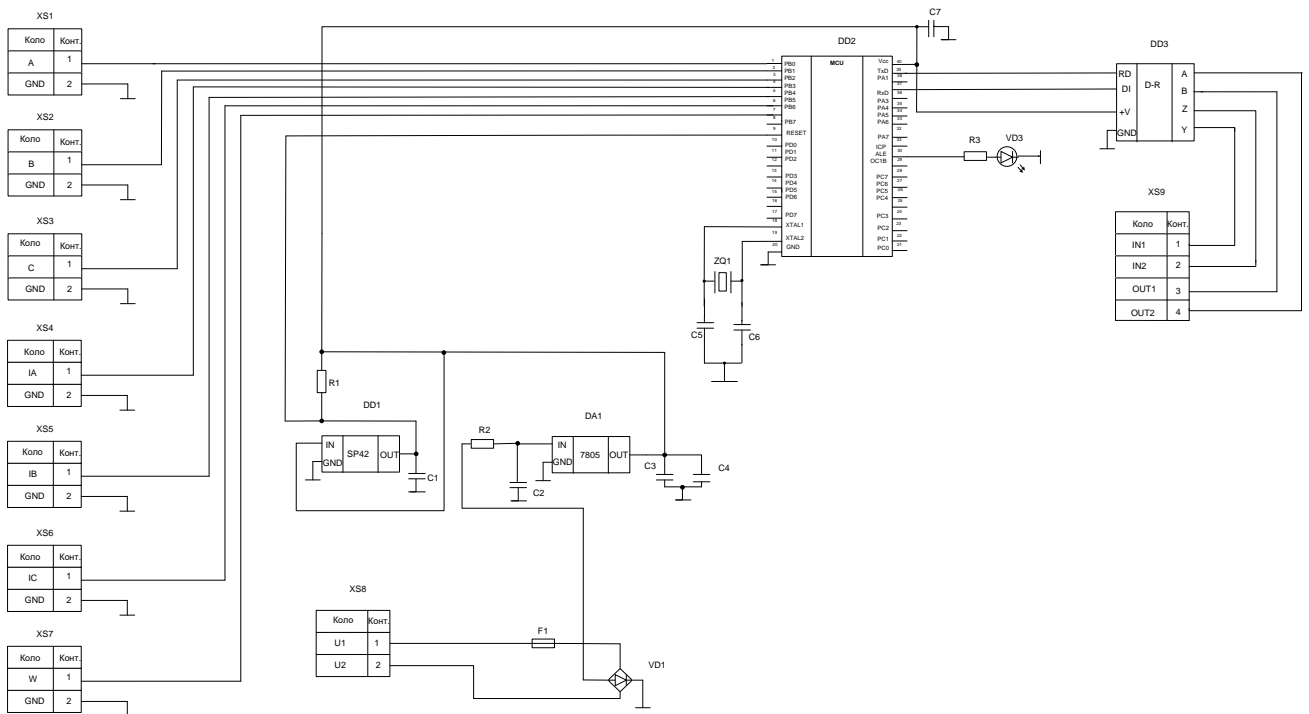 XS1
Коло Конт.
A 1
GND 2
XS2
Коло Конт.
B 1
GND 2
XS3
Коло Конт.
C 1
GND 2
XS4
Коло Конт.
IA 1
GND 2
XS5
Коло Конт.
IB 1
GND 2
XS6
Коло Конт.
IC 1
GND 2
XS7
Коло Конт.
W 1
GND 2
R1
DD1
IN
GND
SP42
OUT
C1
R2
C2
DA1
IN
GND
7805
OUT
C3
C4
XS8
Коло Конт.
U1 1
U2 2
F1
VD1
ZQ1
C5
C6
C7
DD2
MCU
PB0
PB1
PB2
PB3
PB4
PB5
PB6
PB7
RESET
PD0
PD1
PD2
PD3
PD4
PD5
PD6
PD7
XTAL1
XTAL2
GND
Vcc
TxD
PA1
RxD
PA3
PA4
PA5
PA6
PA7
ICP
ALE
OC1B
PC7
PC6
PC5
PC4
PC3
PC2
PC1
PC0
R3
VD3
DD3
RD
DI
+V
GND
D-R
A
B
Z
Y
XS9
Коло Конт.
IN1 1
IN2 2
OUT1 3
OUT2 4